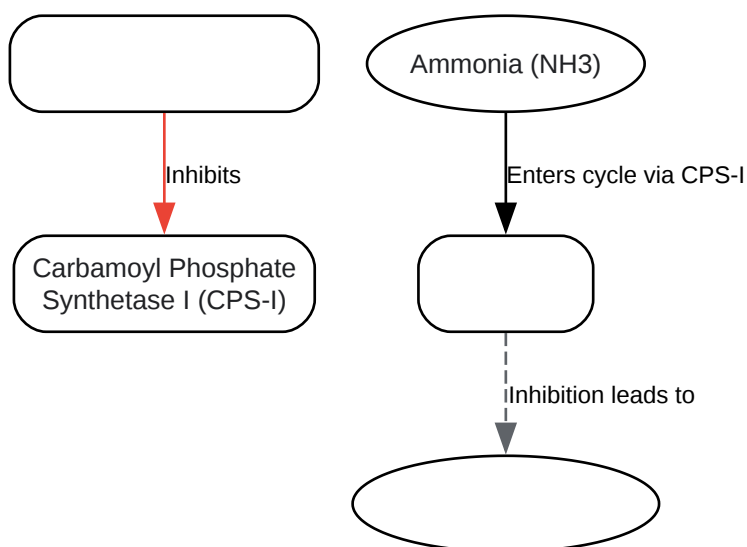 Ammonia (NH3)
Inhibits
Enters cycle via CPS-I
Carbamoyl Phosphate
Synthetase I (CPS-I)
Inhibition leads to